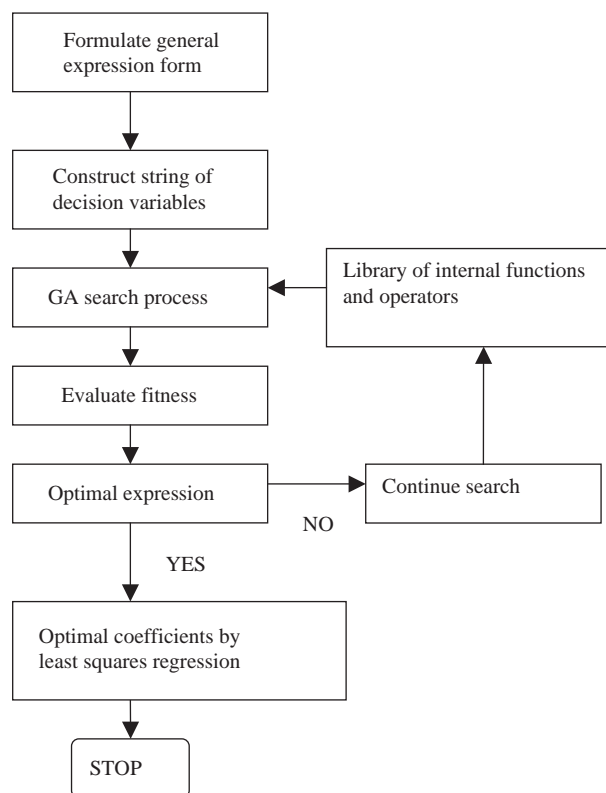 Formulate general
expression form
Construct string of
decision variables
GA search process
Library of internal functions
and operators
Evaluate fitness
Optimal expression
Continue search
NO
YES
Optimal coefficients by
least squares regression
STOP